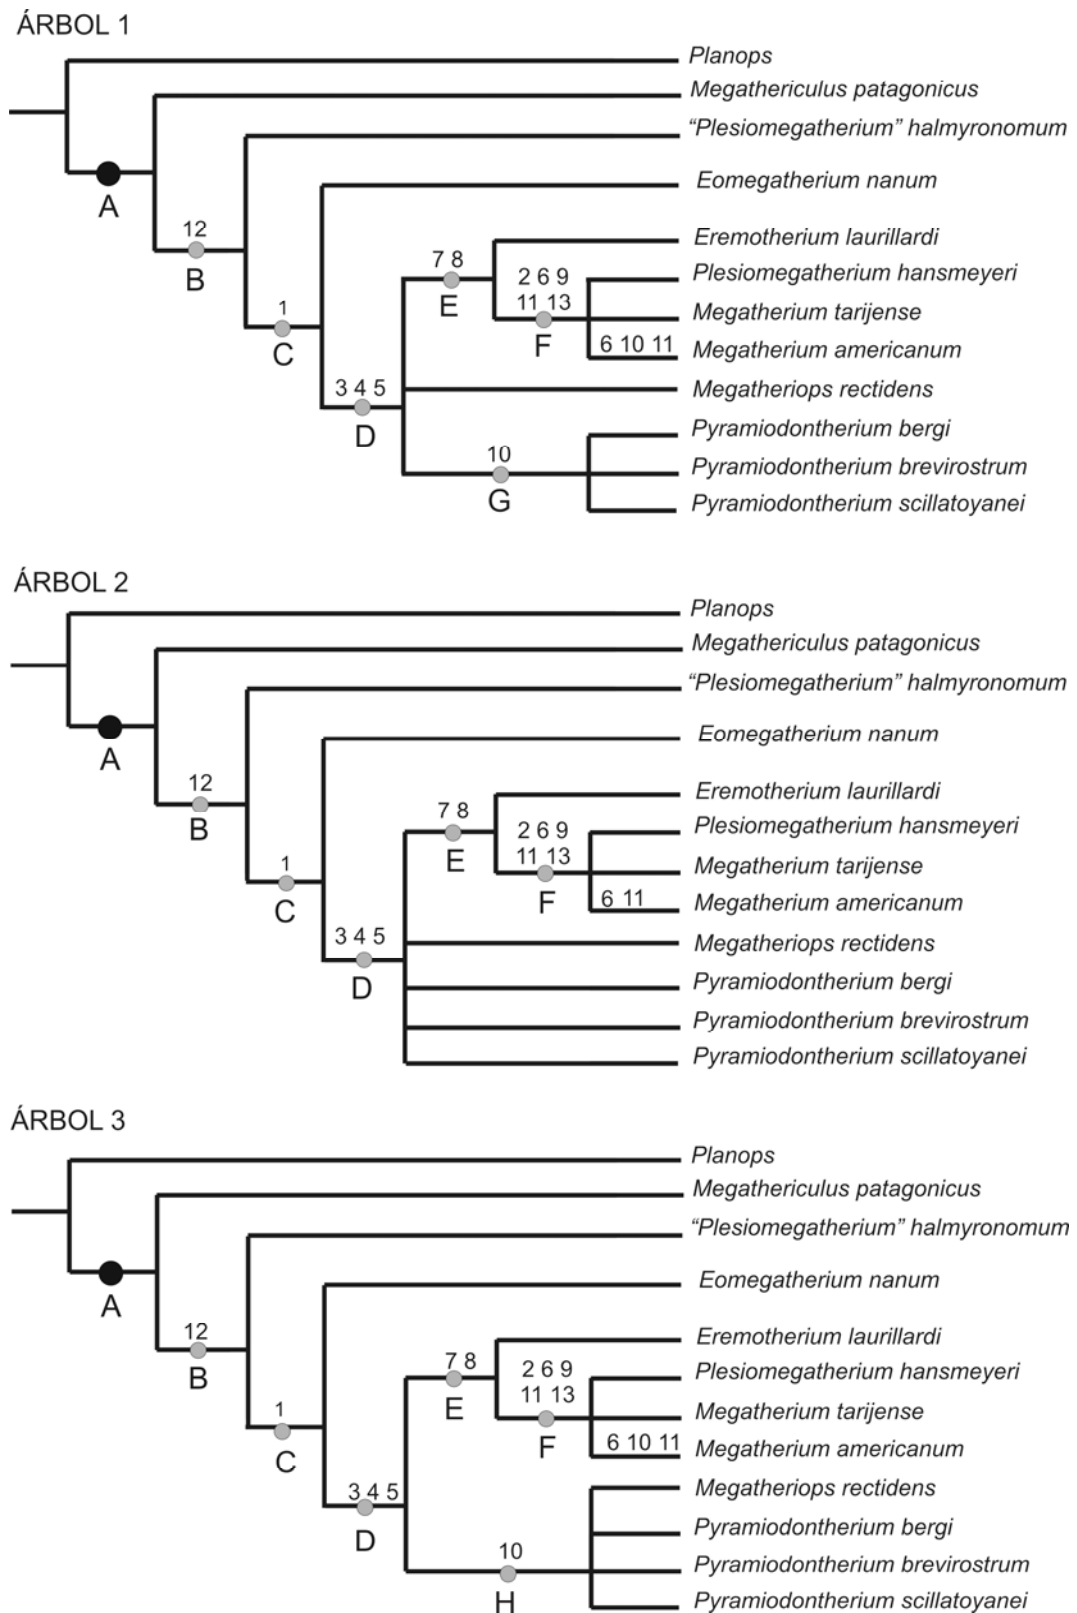 ÁRBOL 1
Planops
Megathericulus patagonicus
“Plesiomegatherium” halmyronomum
12
B
A
Eomegatherium nanum
1
C
Eremotherium laurillardi
7 8
E
2 6 9
11 13
F
Plesiomegatherium hansmeyeri
Megatherium tarijense
6 10 11
Megatherium americanum
3 4 5
D
Megatheriops rectidens
10
G
Pyramiodontherium bergi
Pyramiodontherium brevirostrum
Pyramiodontherium scillatoyanei
ÁRBOL 2
Planops
Megathericulus patagonicus
“Plesiomegatherium” halmyronomum
A
12
B
Eomegatherium nanum
1
C
Eremotherium laurillardi
7 8
E
2 6 9
11 13
F
Plesiomegatherium hansmeyeri
Megatherium tarijense
6 11
Megatherium americanum
3 4 5
D
Megatheriops rectidens
Pyramiodontherium bergi
Pyramiodontherium brevirostrum
Pyramiodontherium scillatoyanei
ÁRBOL 3
Planops
Megathericulus patagonicus
“Plesiomegatherium” halmyronomum
A
12
B
Eomegatherium nanum
1
C
Eremotherium laurillardi
7 8
E
2 6 9
11 13
F
Plesiomegatherium hansmeyeri
Megatherium tarijense
6 10 11
Megatherium americanum
3 4 5
D
Megatheriops rectidens
10
H
Pyramiodontherium bergi
Pyramiodontherium brevirostrum
Pyramiodontherium scillatoyanei